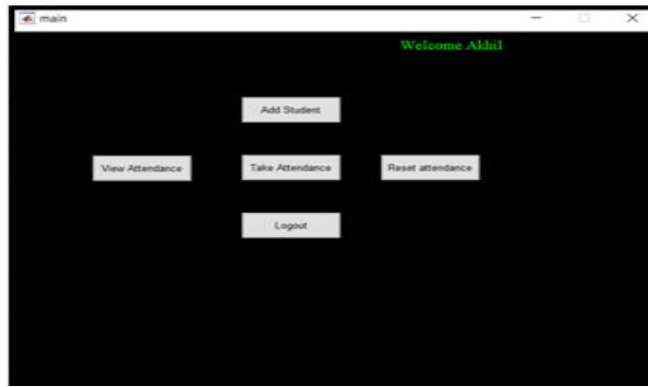 main
Welcome Akhil
Add Student
View Attendance Take Attendance Reset attendance
Logout